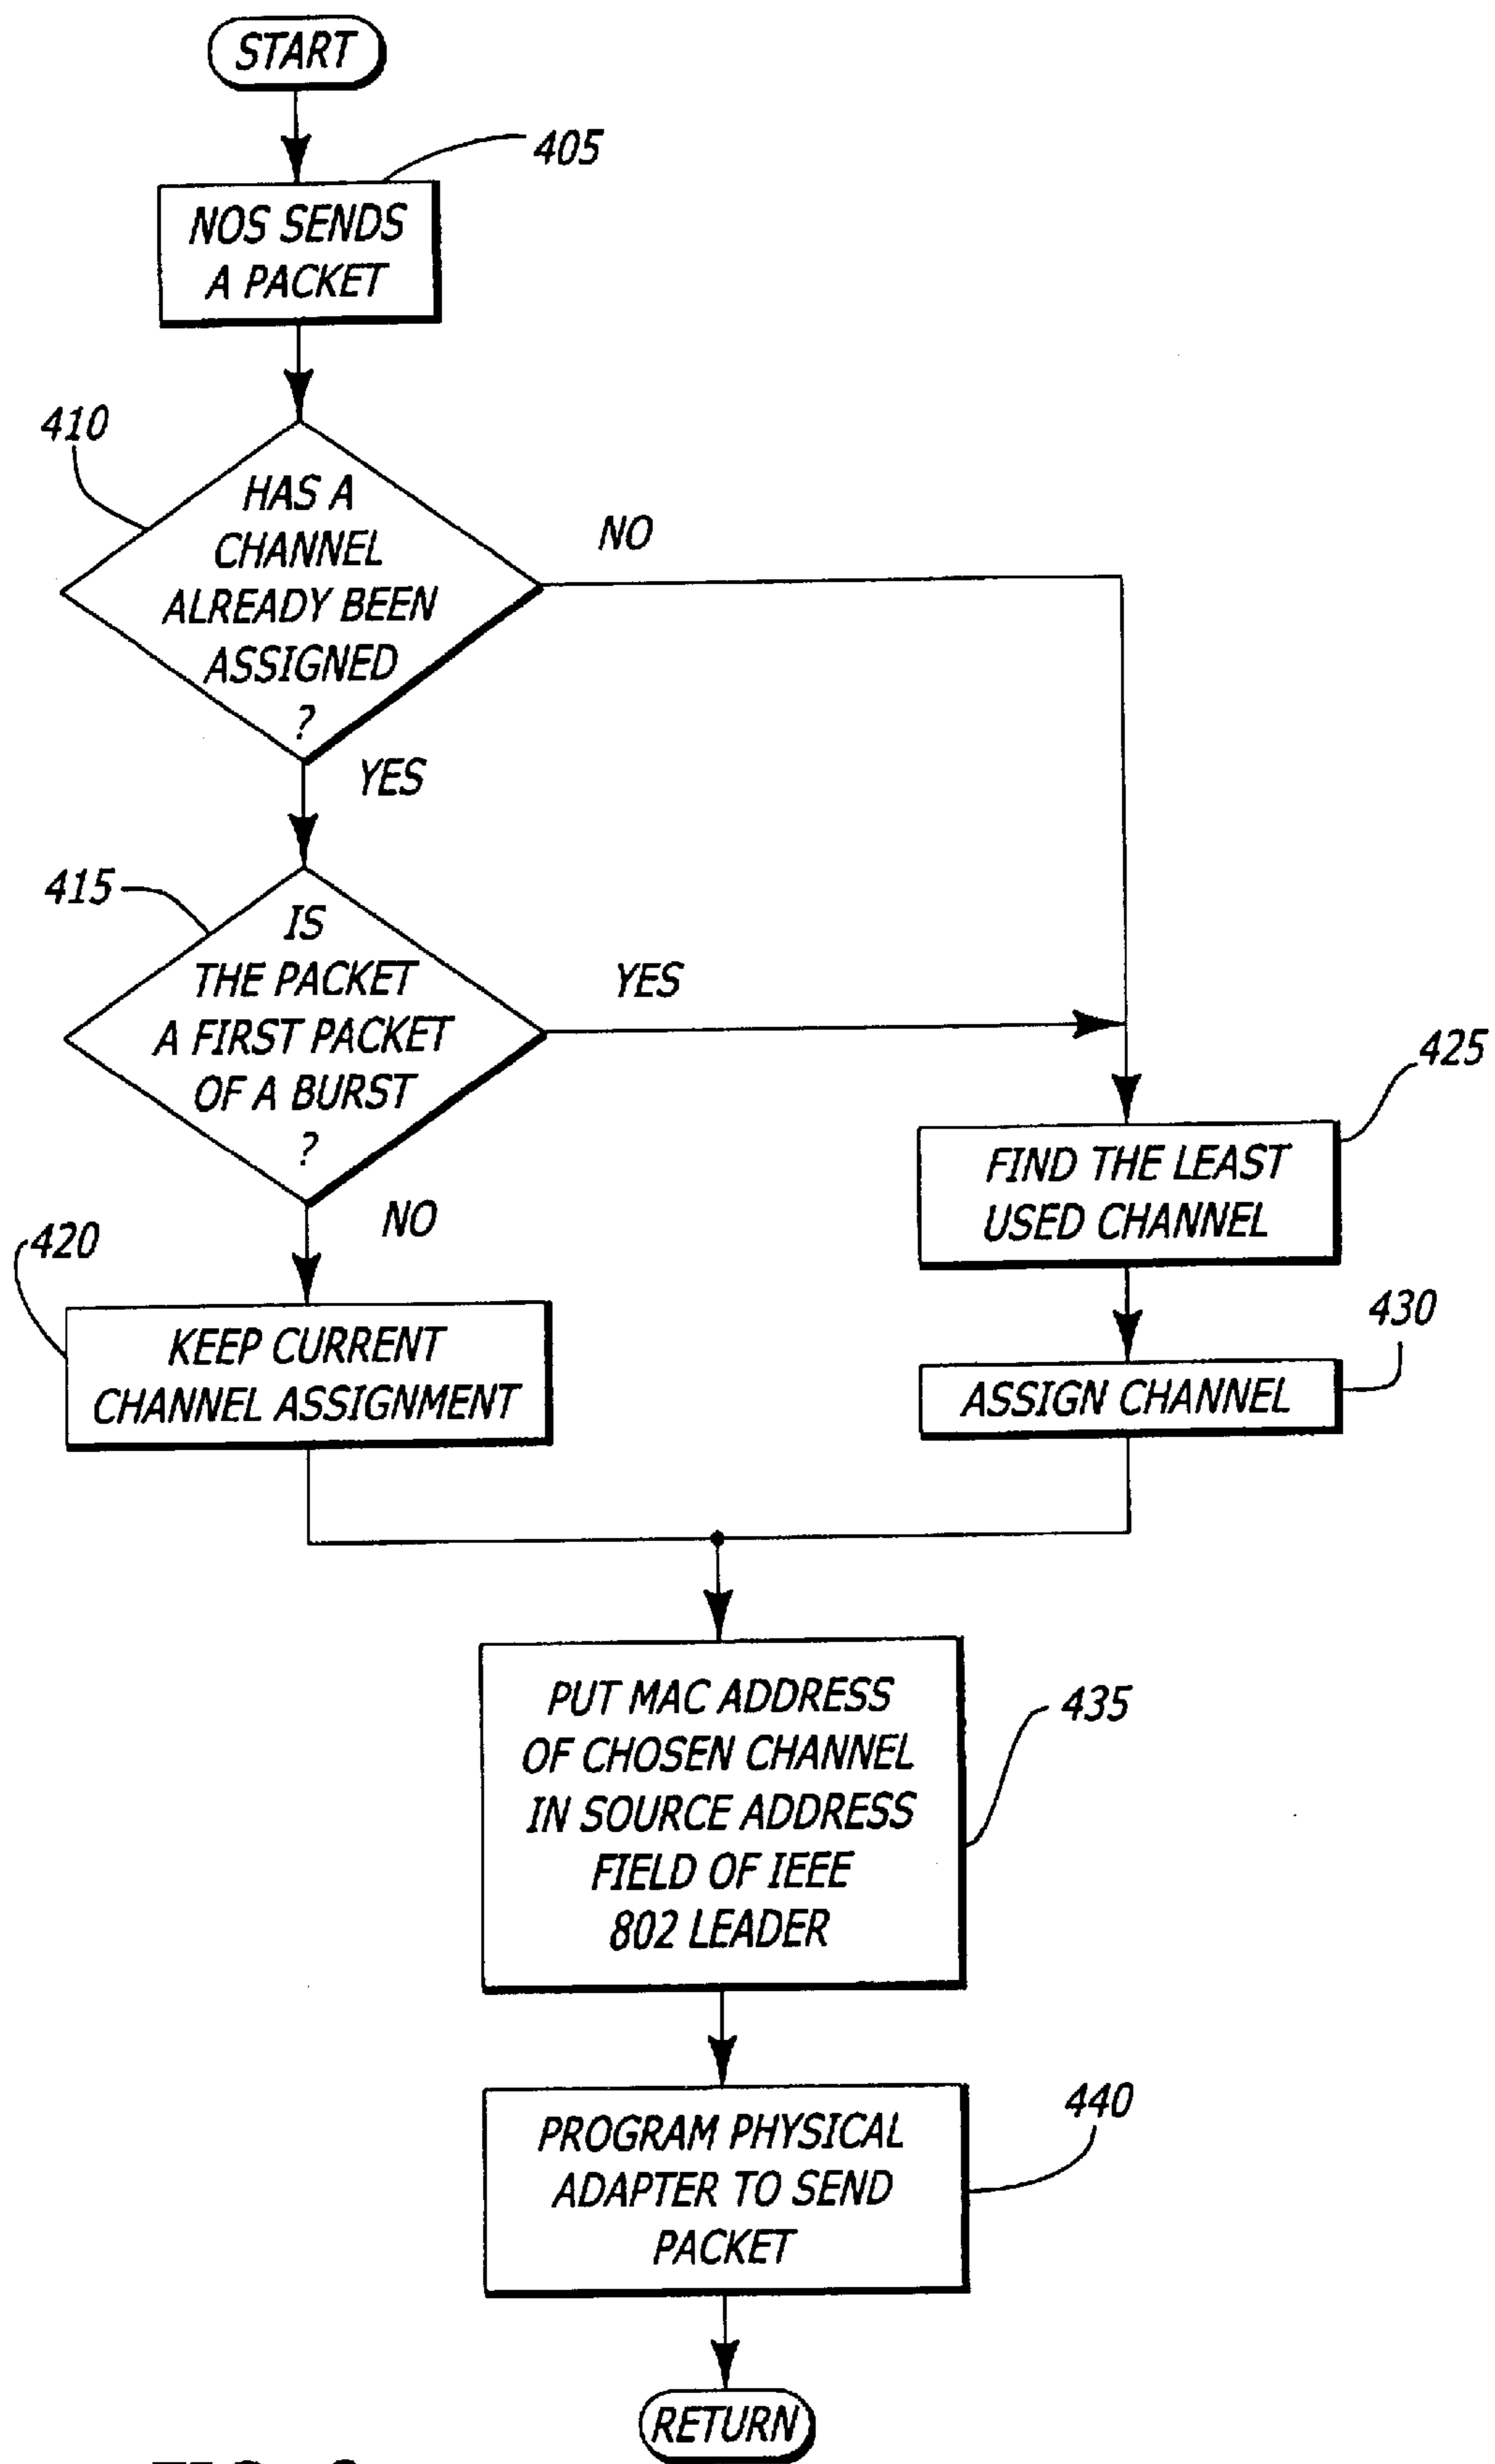 START
405
NOS SENDS
A PACKET
410
HAS A
CHANNEL
ALREADY BEEN
ASSIGNED
?
NO
YES
415
IS
THE PACKET
A FIRST PACKET
OF A BURST
?
YES
NO
425
FIND THE LEAST
USED CHANNEL
420
KEEP CURRENT
CHANNEL ASSIGNMENT
430
ASSIGN CHANNEL
435
PUT MAC ADDRESS
OF CHOSEN CHANNEL
IN SOURCE ADDRESS
FIELD OF IEEE
802 LEADER
440
PROGRAM PHYSICAL
ADAPTER TO SEND
PACKET
RETURN